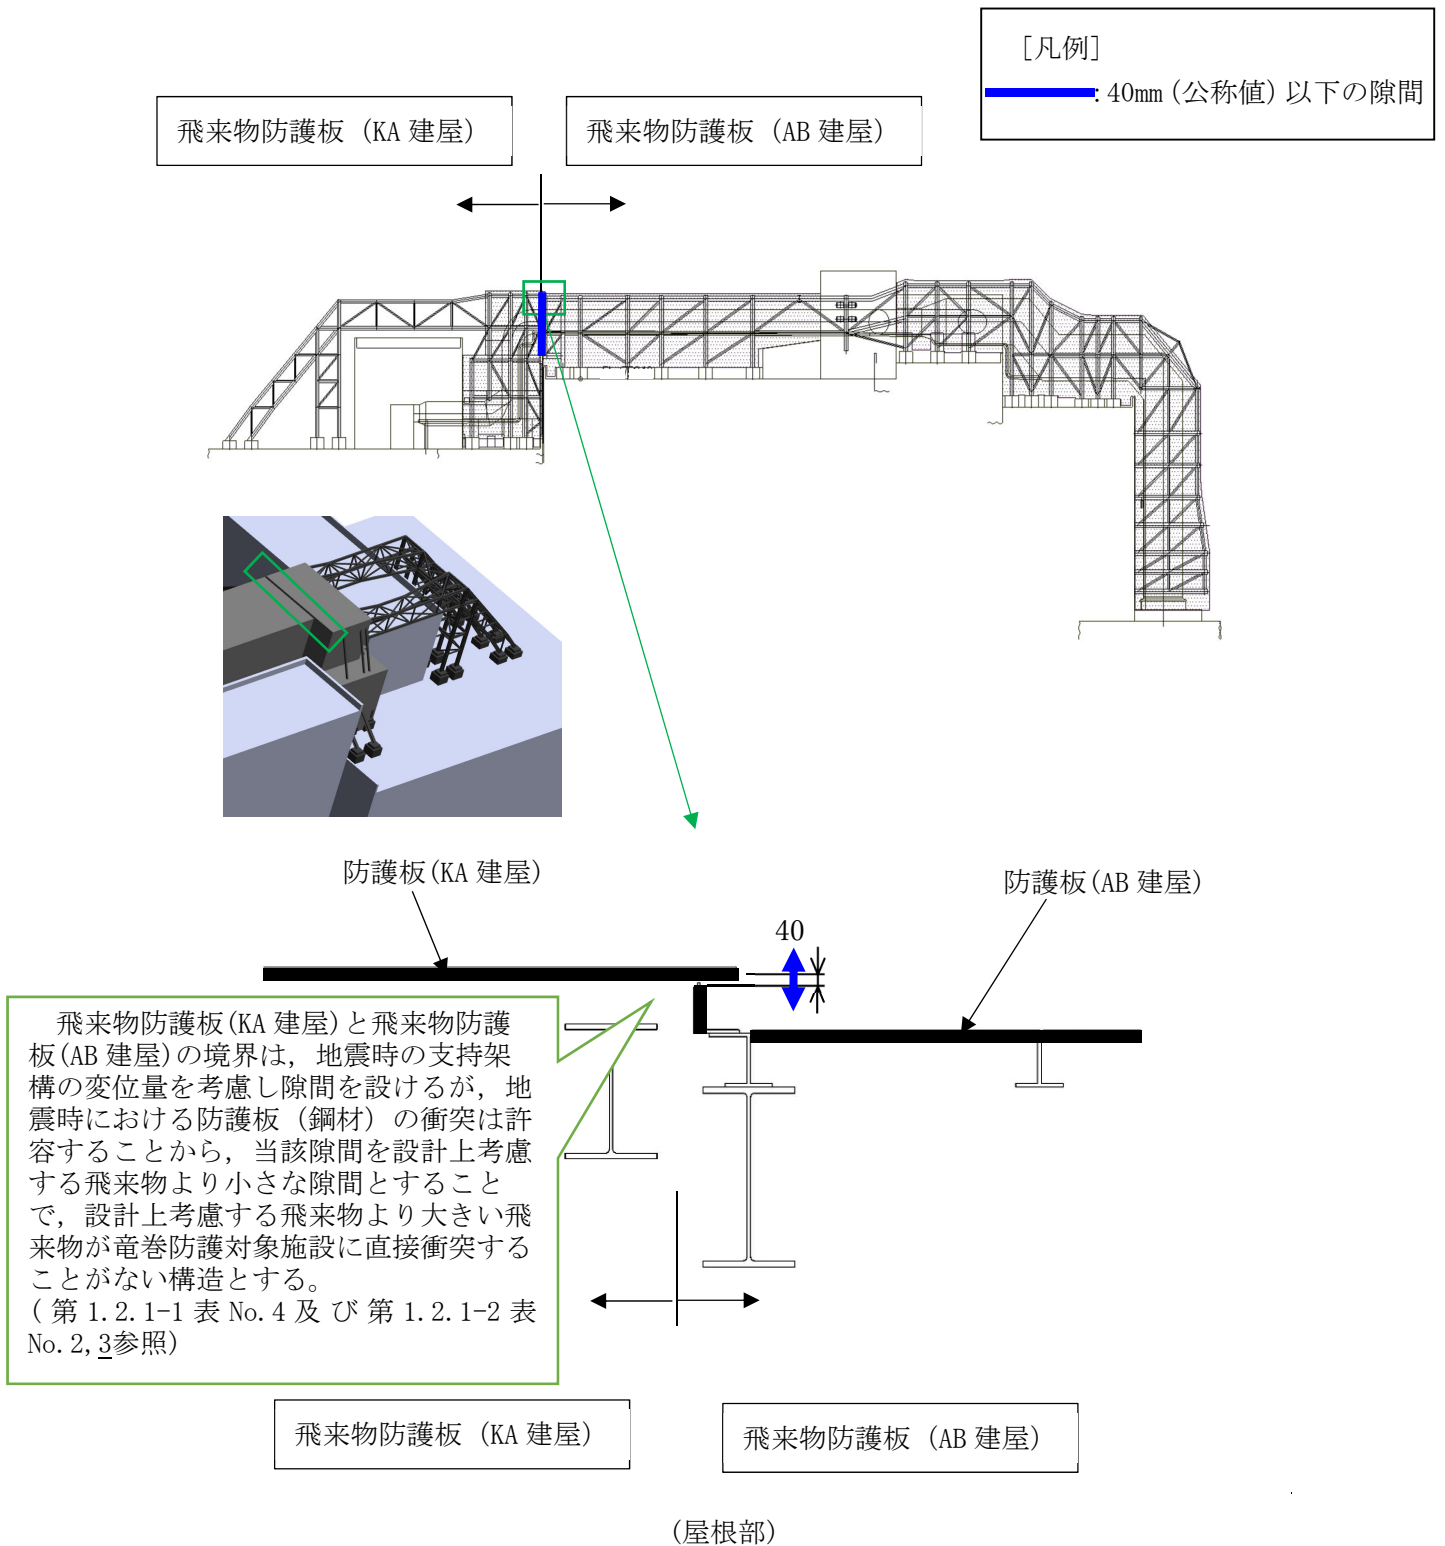 [凡例]
:40mm(公称値)以下の隙間
飛来物防護板(KA 建屋)
飛来物防護板(AB 建屋)
防護板(KA 建屋)
防護板(AB 建屋)
40
飛来物防護板(KA 建屋)と飛来物防護
板(AB 建屋)の境界は,地震時の支持架
構の変位量を考慮し隙間を設けるが,地
震時における防護板(鋼材)の衝突は許
容することから,当該隙間を設計上考慮
する飛来物より小さな隙間とすること
で,設計上考慮する飛来物より大きい飛
来物が竜巻防護対象施設に直接衝突する
ことがない構造とする。
(第 1.2.1-1 表 No.4 及び第 1.2.1-2 表
No.2,3参照)
飛来物防護板(KA 建屋)
飛来物防護板(AB 建屋)
(屋根部)